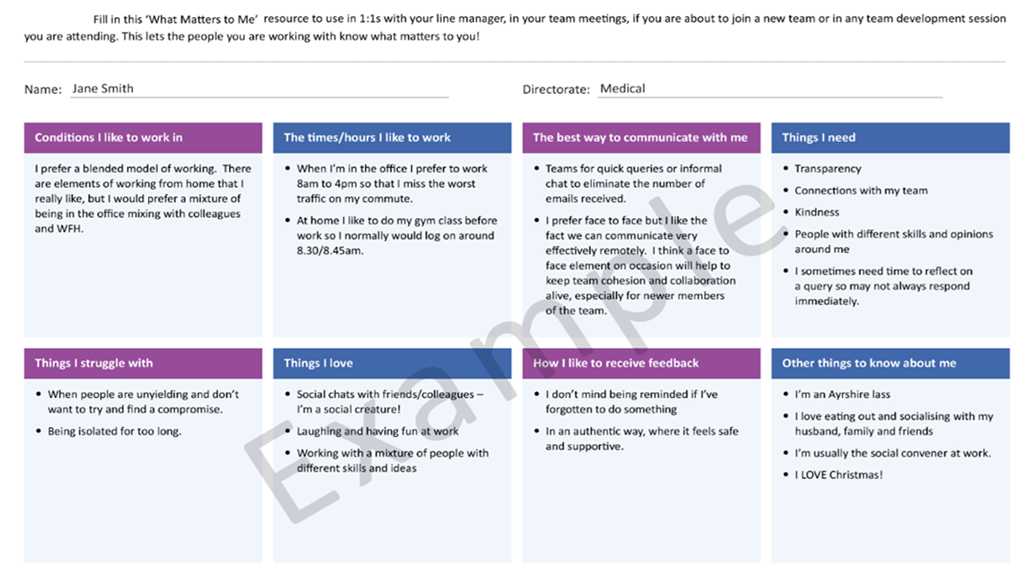 Fill in this ‘What Matters to Me’ resource to use in 1:1s with your line manager, in your team meetings, if you are about to join a new team or in any team development session
you are attending. This lets the people you are working with know what matters to you!
Name: Jane Smith
Directorate: Medical
Conditions I like to work in
I prefer a blended model of working. There
are elements of working from home that I
really like, but I would prefer a mixture of
being in the office mixing with colleagues
and WFH.
The times/hours I like to work
• When I’m in the office I prefer to work
8am to 4pm so that I miss the worst
traffic on my commute.
• At home I like to do my gym class before
work so I normally would log on around
8.30/8.45am.
The best way to communicate with me
• Teams for quick queries or informal
chat to eliminate the number of
emails received.
• I prefer face to face but I like the
fact we can communicate very
effectively remotely. I think a face to
face element on occasion will help to
keep team cohesion and collaboration
alive, especially for newer members
of the team.
Things I need
• Transparency
• Connections with my team
• Kindness
• People with different skills and opinions
around me
• I sometimes need time to reflect on
a query so may not always respond
immediately.
Things I struggle with
• When people are unyielding and don’t
want to try and find a compromise.
• Being isolated for too long.
Things I love
• Social chats with friends/colleagues –
I’m a social creature!
• Laughing and having fun at work
• Working with a mixture of people with
different skills and ideas
How I like to receive feedback
• I don’t mind being reminded if I’ve
forgotten to do something
• In an authentic way, where it feels safe
and supportive.
Other things to know about me
• I’m an Ayrshire lass
• I love eating out and socialising with my
husband, family and friends
• I’m usually the social convener at work.
• I LOVE Christmas!
Example